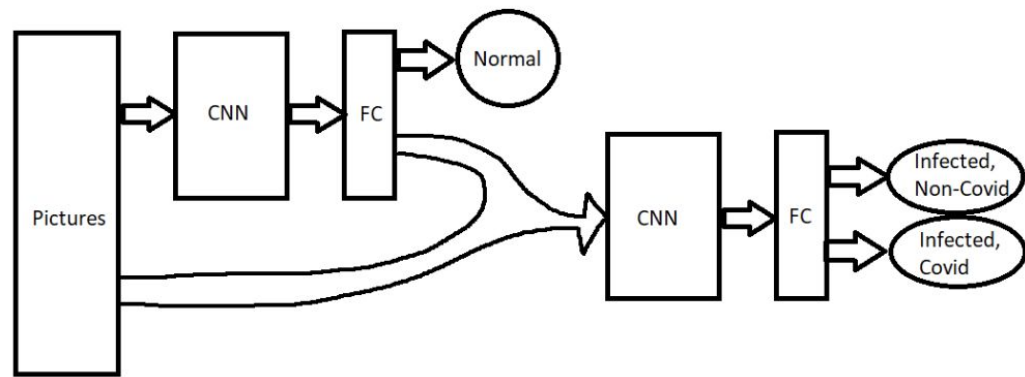 Pictures
CNN
FC
Normal
CNN
FC
Infected,
Non-Covid
Infected,
Covid